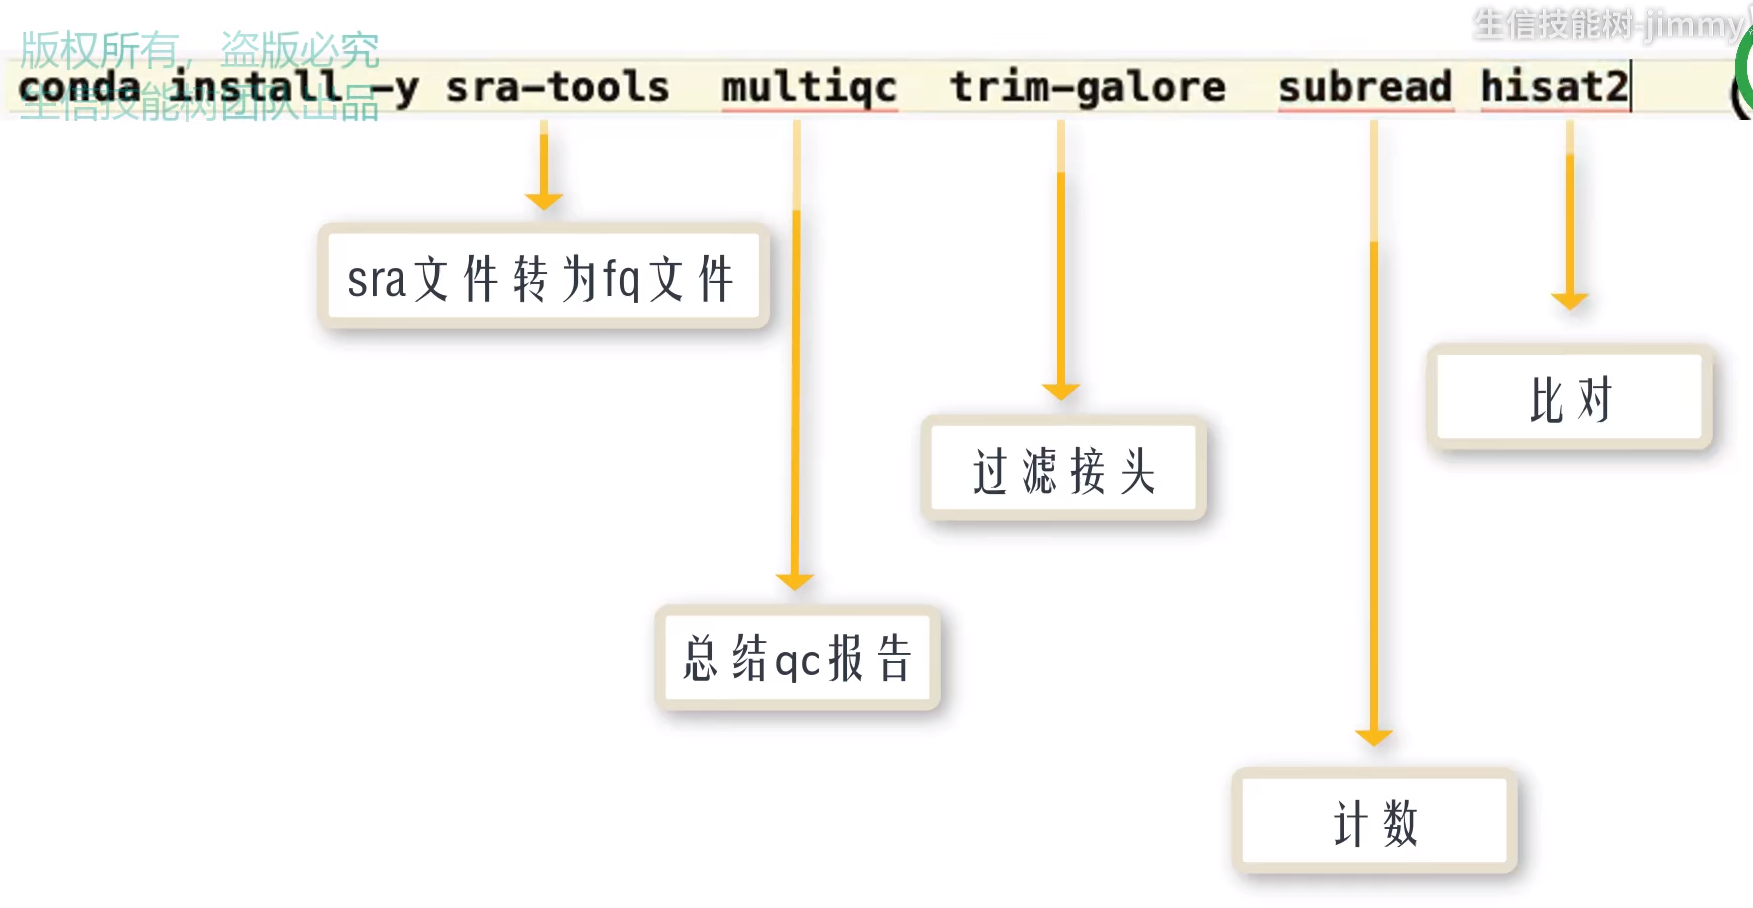 生信技能树-jimmy
版权所有，盗版必究
conda install -y sra-tools multiqc trim-galore subread hisat2
生信技能树团队出品
sra文件转为fq文件
比对
过滤接头
总结qc报告
计数